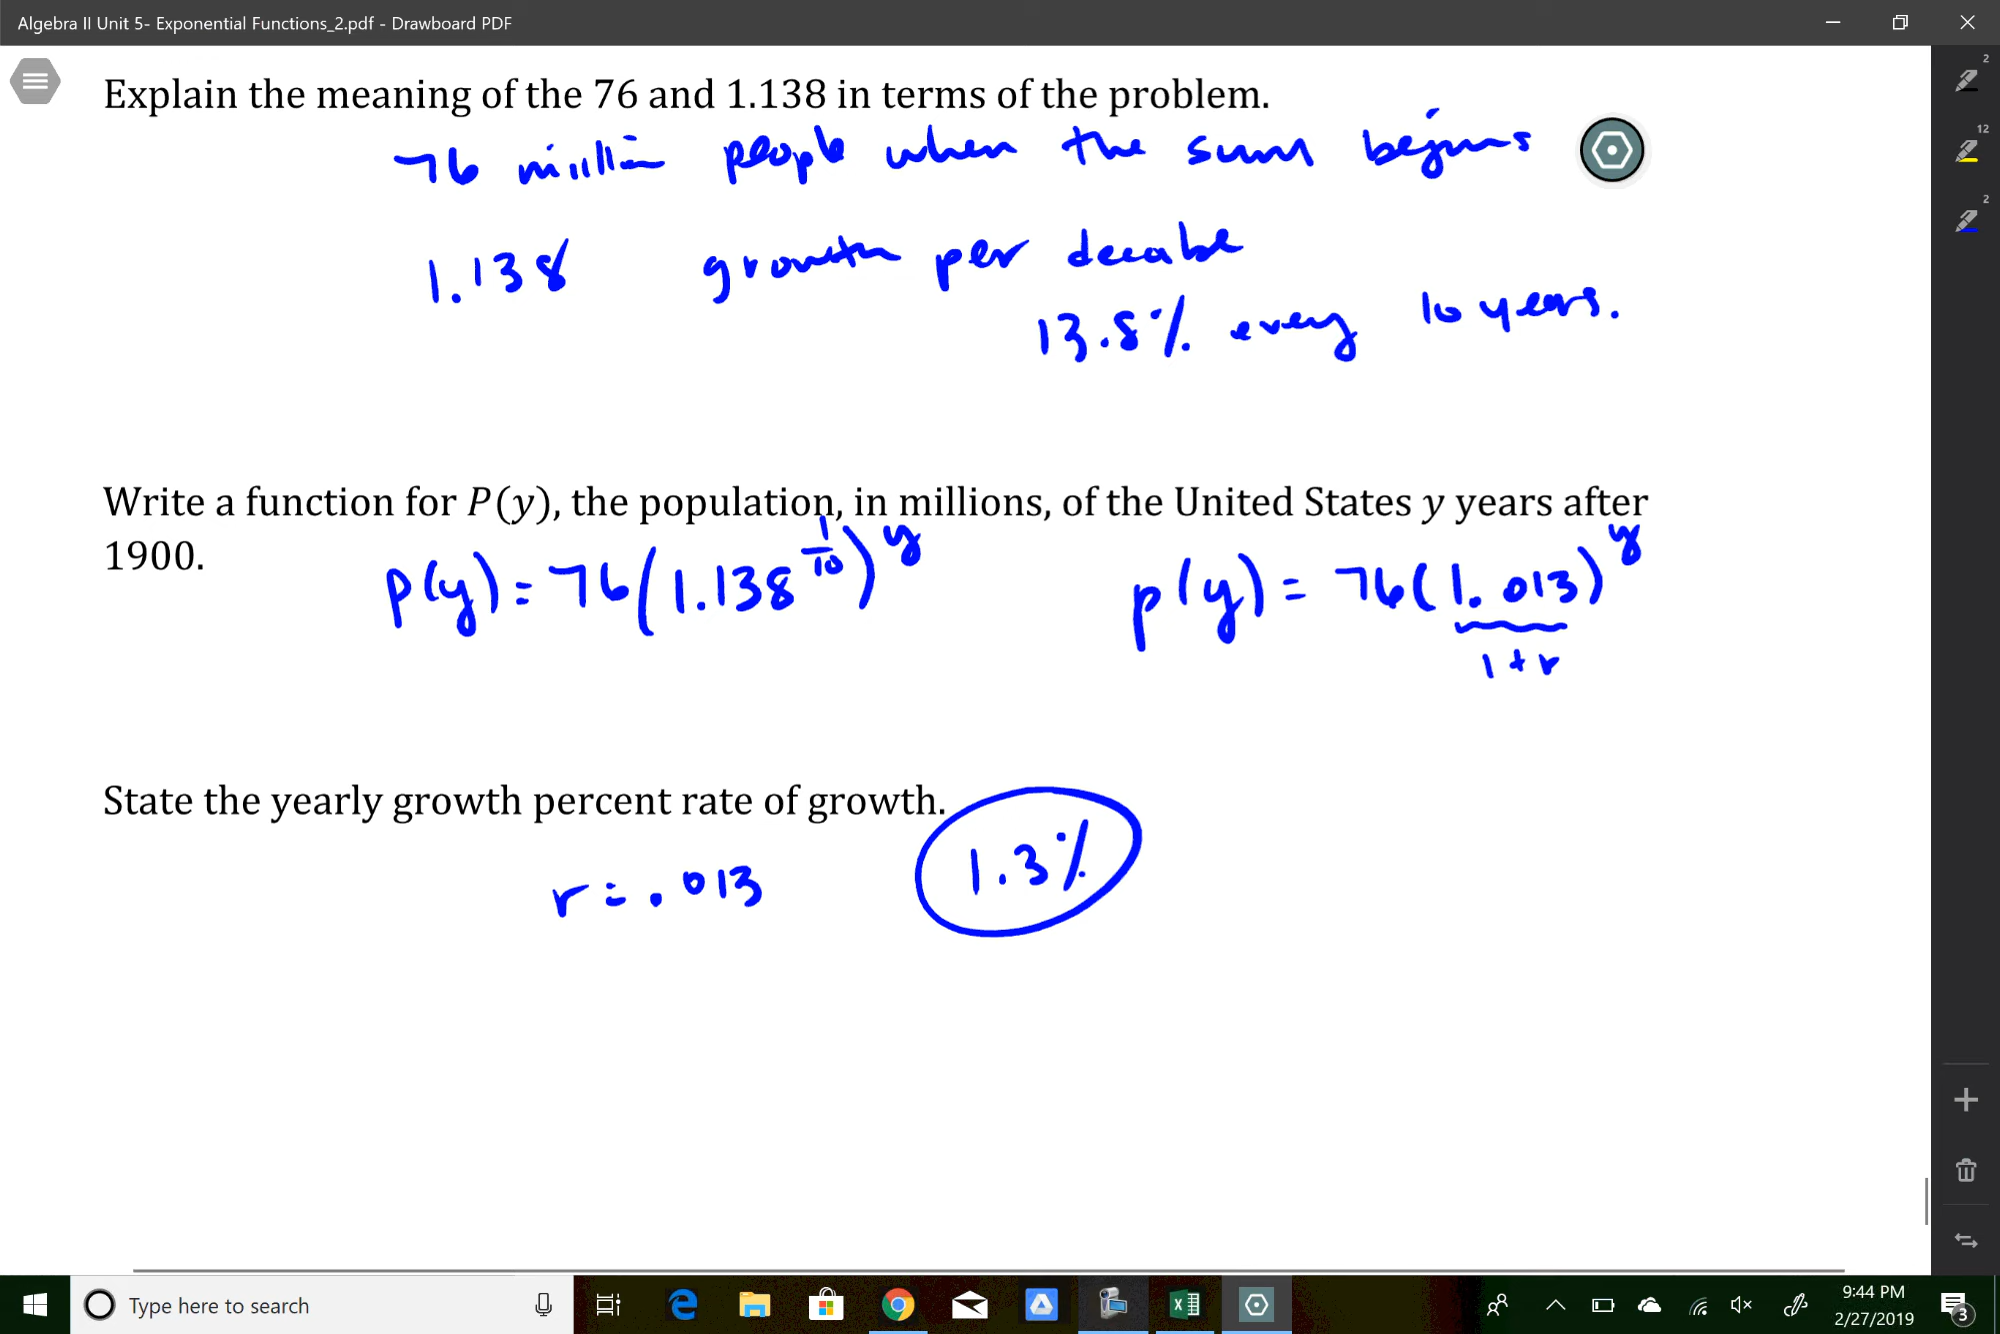 Algebra II Unit 5- Exponential Functions_2.pdf - Drawboard PDF
2
12
2
Explain the meaning of the 76 and 1.138 in terms of the problem.
76 million people when the begins
1.138 growth per decade
13.8% every 10 years.
Write a function for P(y), the population, in millions, of the United States y years after
1900.
P(y) = 76(1.138^(1/10))^y p(y) = 76(1.013)^y
1 + r
State the yearly growth percent rate of growth.
r = .013 1.3%
Type here to search
9:44 PM
2/27/2019
3